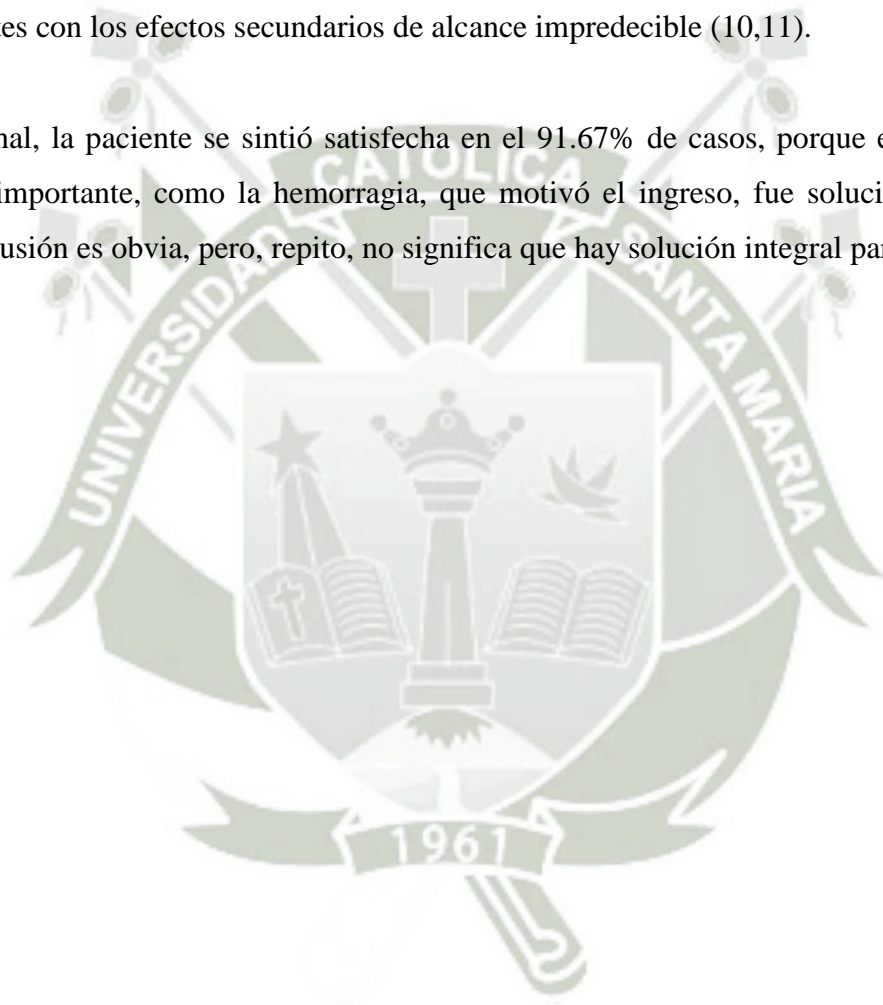 tes con los efectos secundarios de alcance impredecible (10,11).
nal, la paciente se sintió satisfecha en el 91.67% de casos, porque e
importante, como la hemorragia, que motivó el ingreso, fue soluci
usión es obvia, pero, repito, no significa que hay solución integral par
UNIVERSIDAD CATOLICA SANTA MARIA
1961